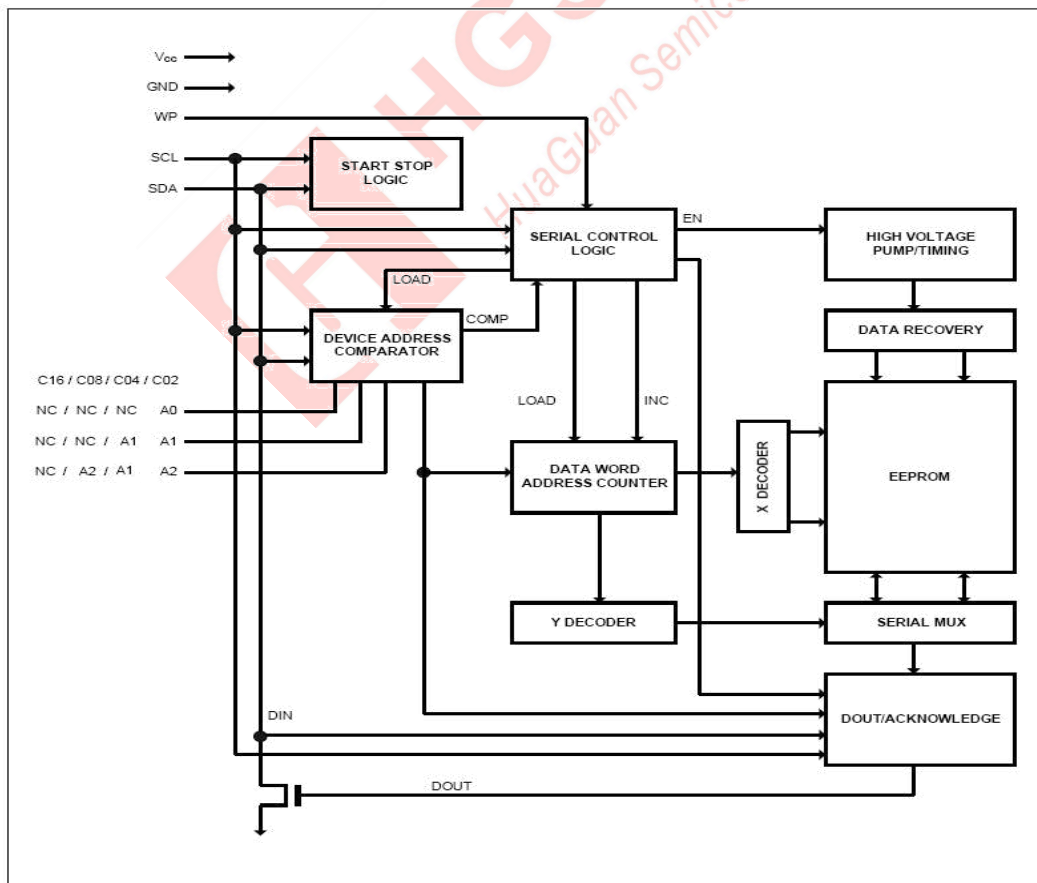 HGS
HuaGuan Semico
Vcc
GND
WP
SCL
SDA
START STOP
LOGIC
SERIAL CONTROL
LOGIC
EN
HIGH VOLTAGE
PUMP/TIMING
LOAD
COMP
DEVICE ADDRESS
COMPARATOR
DATA RECOVERY
C16 / C08 / C04 / C02
NC / NC / NC A0
NC / NC / A1 A1
NC / A2 / A1 A2
LOAD
INC
DATA WORD
ADDRESS COUNTER
X DECODER
EEPROM
Y DECODER
SERIAL MUX
DIN
DOUT/ACKNOWLEDGE
DOUT